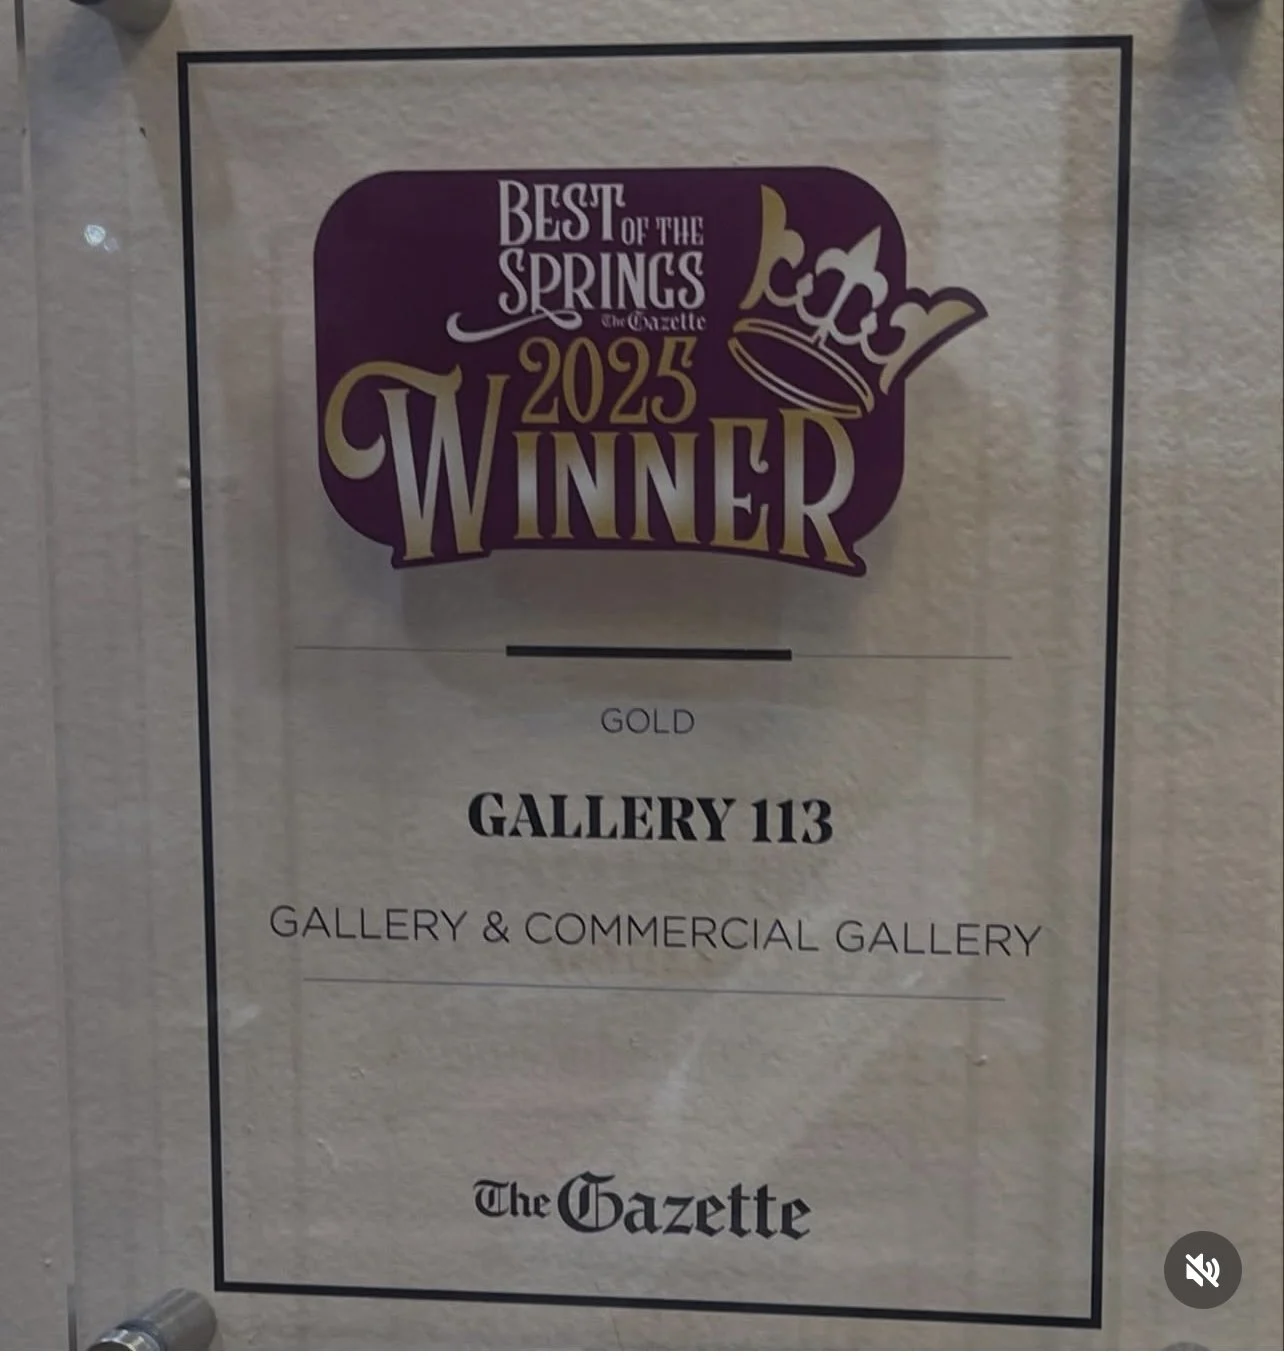 BEST OF THE
SPRINGS
The Gazette
2025
WINNER
GOLD
GALLERY 113
GALLERY & COMMERCIAL GALLERY
The Gazette